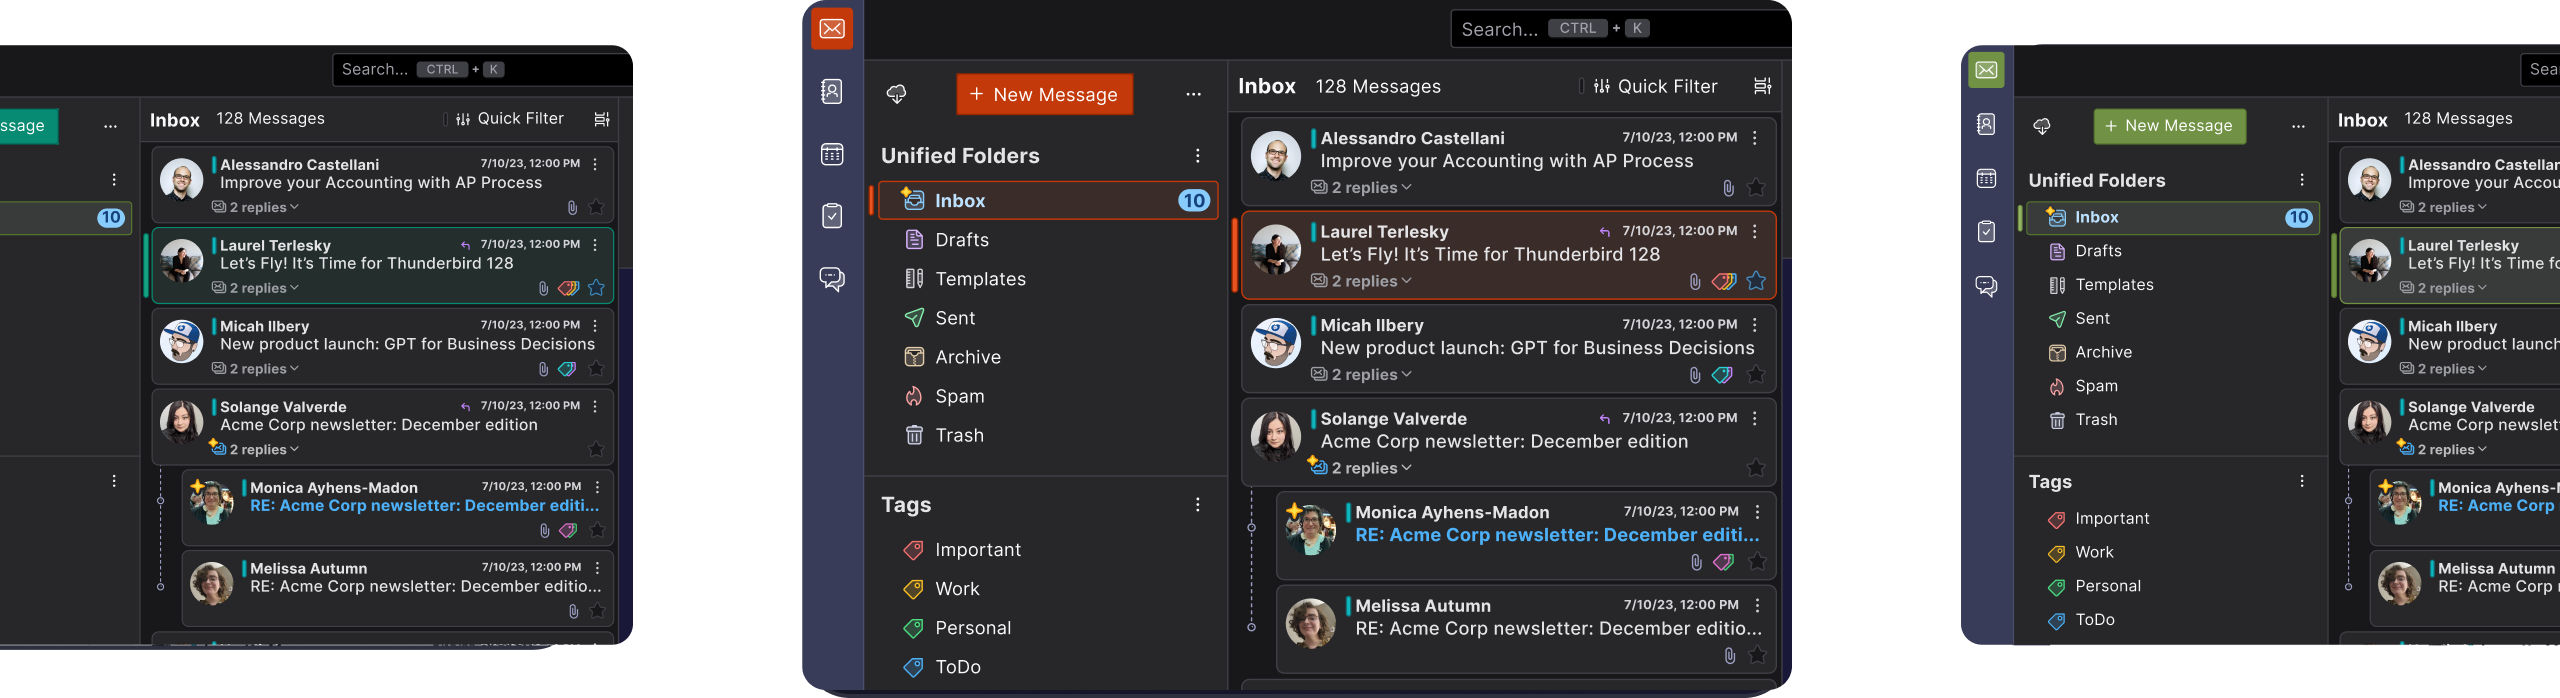 Search... CTRL + K
ssage
Inbox 128 Messages Quick Filter
10
Alessandro Castellani 7/10/23, 12:00 PM
Improve your Accounting with AP Process
2 replies
Laurel Terlesky 7/10/23, 12:00 PM
Let's Fly! It's Time for Thunderbird 128
2 replies
Micah Ilbery 7/10/23, 12:00 PM
New product launch: GPT for Business Decisions
2 replies
Solange Valverde 7/10/23, 12:00 PM
Acme Corp newsletter: December edition
2 replies
Monica Ayhens-Madon 7/10/23, 12:00 PM
RE: Acme Corp newsletter: December editi...
Melissa Autumn 7/10/23, 12:00 PM
RE: Acme Corp newsletter: December editio...
Search... CTRL + K
+ New Message
Unified Folders
Inbox 10
Drafts
Templates
Sent
Archive
Spam
Trash
Tags
Important
Work
Personal
ToDo
Inbox 128 Messages Quick Filter
Alessandro Castellani 7/10/23, 12:00 PM
Improve your Accounting with AP Process
2 replies
Laurel Terlesky 7/10/23, 12:00 PM
Let's Fly! It's Time for Thunderbird 128
2 replies
Micah Ilbery 7/10/23, 12:00 PM
New product launch: GPT for Business Decisions
2 replies
Solange Valverde 7/10/23, 12:00 PM
Acme Corp newsletter: December edition
2 replies
Monica Ayhens-Madon 7/10/23, 12:00 PM
RE: Acme Corp newsletter: December editi...
Melissa Autumn 7/10/23, 12:00 PM
RE: Acme Corp newsletter: December editio...
Sea
+ New Message
Unified Folders
Inbox 10
Drafts
Templates
Sent
Archive
Spam
Trash
Tags
Important
Work
Personal
ToDo
Inbox 128 Messages
Alessandro Castellan
Improve your Accou
2 replies
Laurel Terlesky
Let's Fly! It's Time fo
2 replies
Micah Ilbery
New product launch
2 replies
Solange Valverde
Acme Corp newslet
2 replies
Monica Ayhens-
RE: Acme Corp
Melissa Autumn
RE: Acme Corp